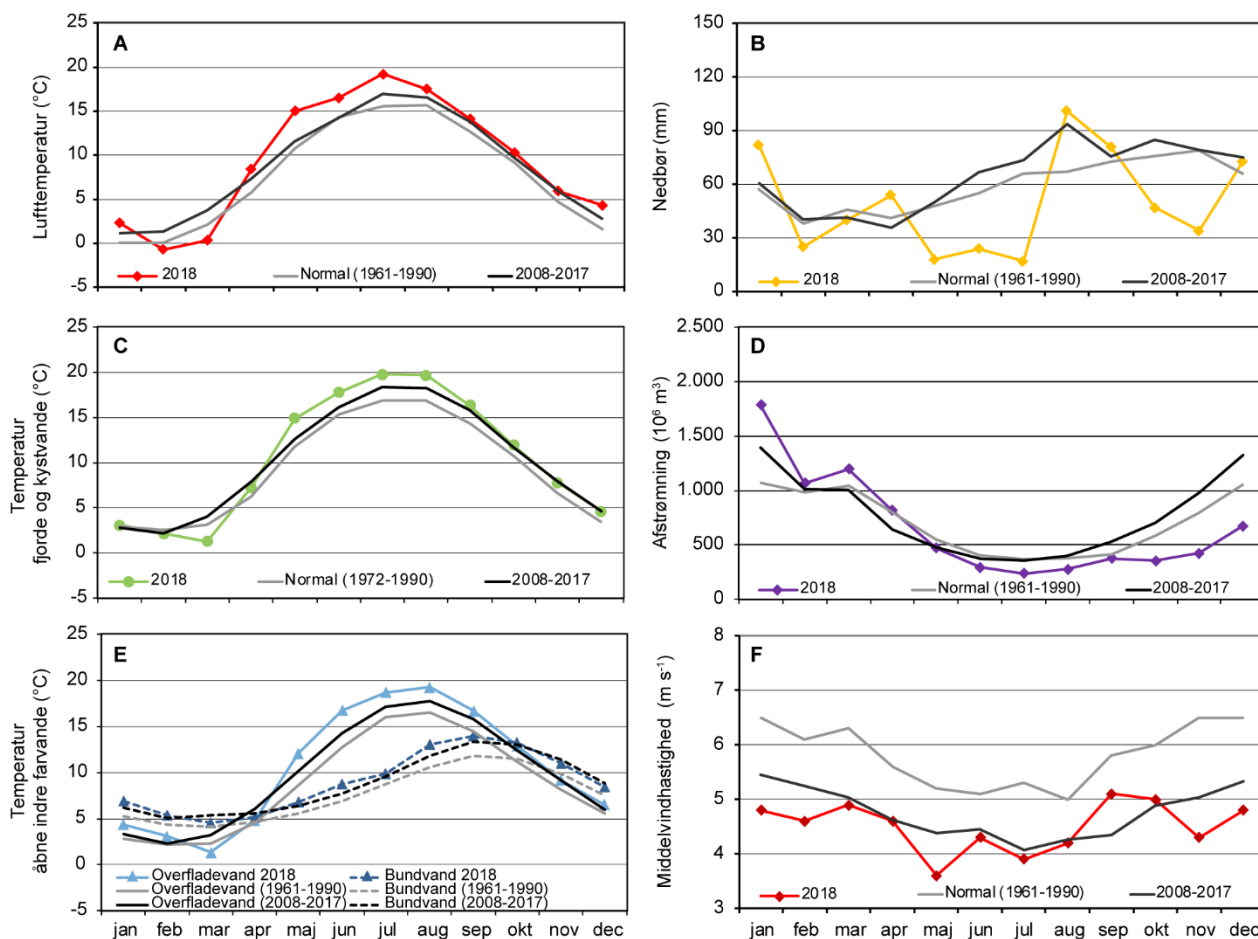 A
Lufttemperatur (°C)
25
20
15
10
5
0
-5
2018
Normal (1961-1990)
2008-2017
B
Nedbør (mm)
150
120
90
60
30
00
2018
Normal (1961-1990)
2008-2017
C
Temperatur
fjorde og kystvande (°C)
25
20
15
10
5
0
-5
2018
Normal (1972-1990)
2008-2017
D
Afstrømning (10⁶ m³)
2.500
2.000
1.500
1.000
500
0
2018
Normal (1961-1990)
2008-2017
E
Temperatur
åbne indre farvande (°C)
25
20
15
10
5
0
-5
Overfladevand 2018
Bundvand 2018
Overfladevand (1961-1990)
Bundvand (1961-1990)
Overfladevand (2008-2017)
Bundvand (2008-2017)
jan feb mar apr maj jun jul aug sep okt nov dec
F
Middelvindhastighed (m s⁻¹)
8
7
6
5
4
3
2018
Normal (1961-1990)
2008-2017
jan feb mar apr maj jun jul aug sep okt nov dec